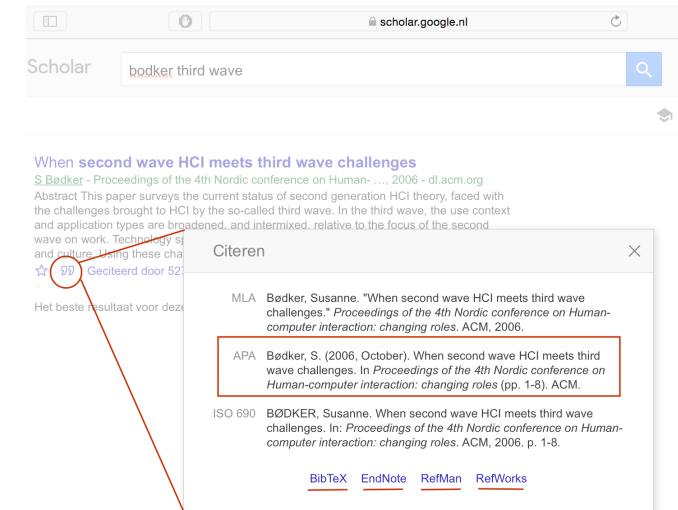 scholar.google.nl
Scholar
bodker third wave
When second wave HCI meets third wave challenges
S Bødker - Proceedings of the 4th Nordic conference on Human- …, 2006 - dl.acm.org
Abstract This paper surveys the current status of second generation HCI theory, faced with
the challenges brought to HCI by the so-called third wave. In the third wave, the use context
and application types are broadened, and intermixed, relative to the focus of the second
wave on work. Technology sp
and culture. Using these cha
Geciteerd door 527
Het beste resultaat voor deze
Citeren
MLA Bødker, Susanne. "When second wave HCI meets third wave
challenges." Proceedings of the 4th Nordic conference on Human-
computer interaction: changing roles. ACM, 2006.
APA Bødker, S. (2006, October). When second wave HCI meets third
wave challenges. In Proceedings of the 4th Nordic conference on
Human-computer interaction: changing roles (pp. 1-8). ACM.
ISO 690 BØDKER, Susanne. When second wave HCI meets third wave
challenges. In: Proceedings of the 4th Nordic conference on Human-
computer interaction: changing roles. ACM, 2006. p. 1-8.
BibTeX EndNote RefMan RefWorks